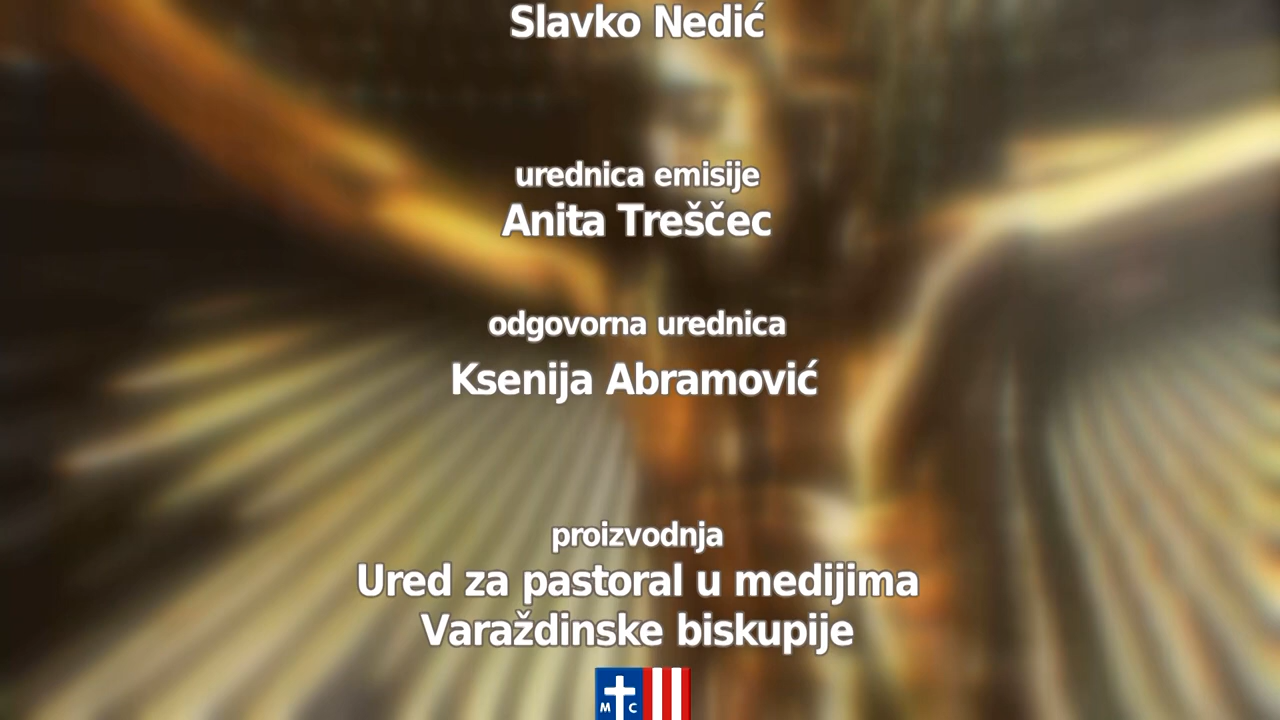 Slavko Nedić
urednica emisije
Anita Treščec
odgovorna urednica
Ksenija Abramović
proizvodnja
Ured za pastoral u medijima
Varaždinske biskupije
M C